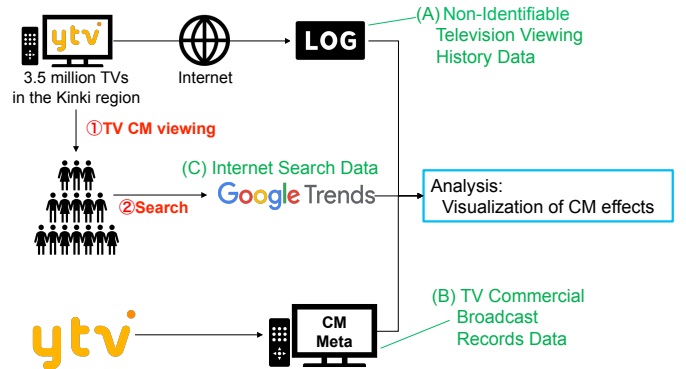 ytv
3.5 million TVs
in the Kinki region
Internet
LOG
(A) Non-Identifiable
Television Viewing
History Data
①TV CM viewing
②Search
(C) Internet Search Data
Google Trends
Analysis:
Visualization of CM effects
ytv
CM
Meta
(B) TV Commercial
Broadcast
Records Data